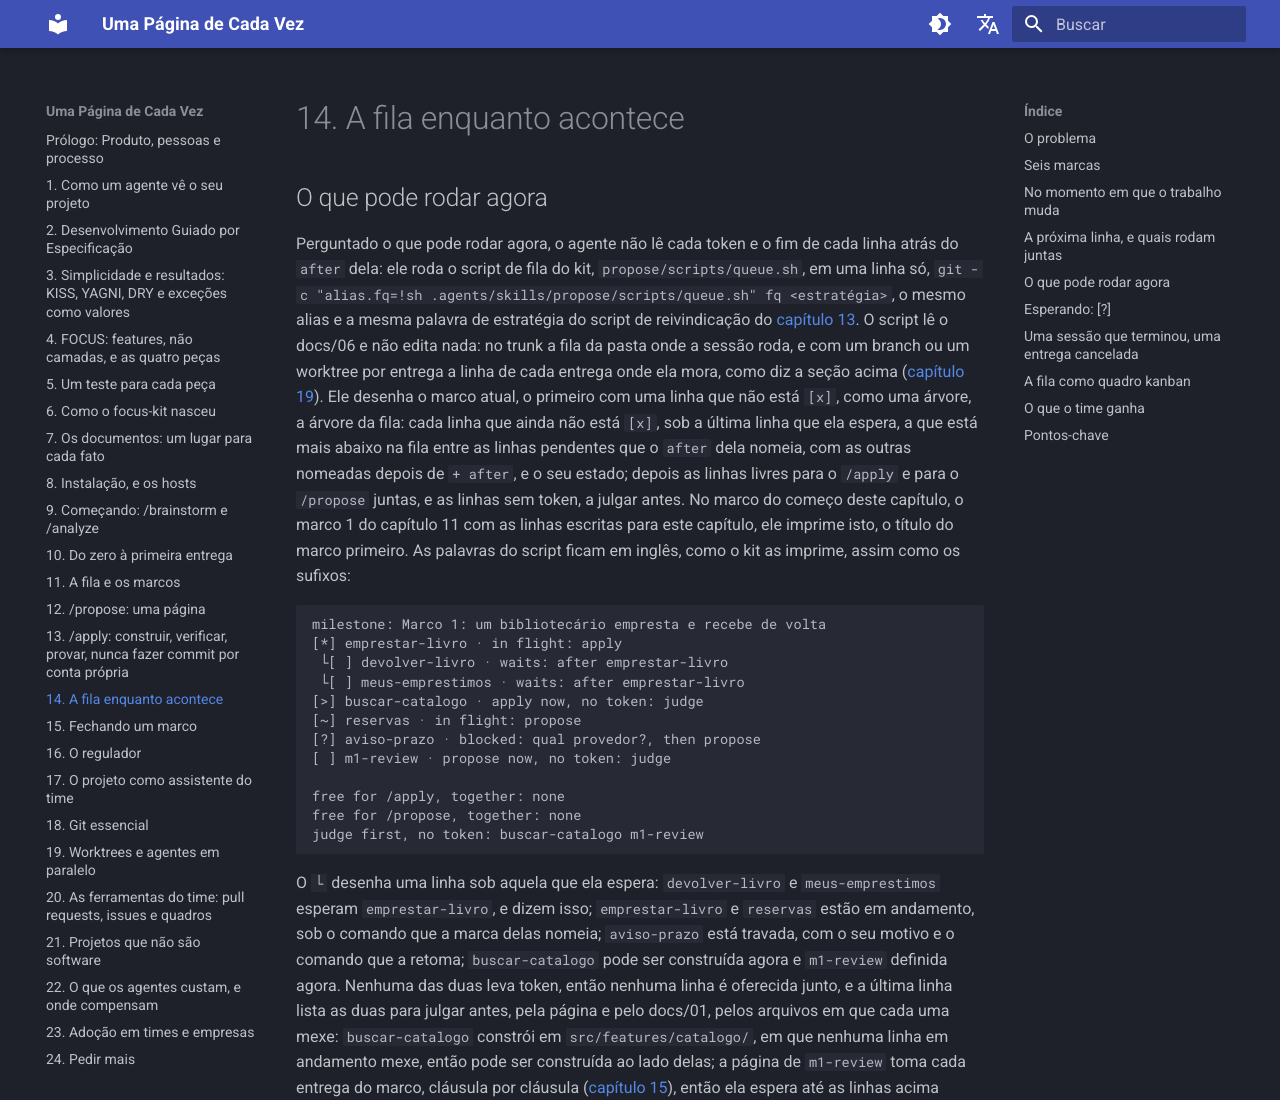 Uma Página de Cada Vez
Buscar
Uma Página de Cada Vez
Prólogo: Produto, pessoas e
processo
1. Como um agente vê o seu
projeto
2. Desenvolvimento Guiado por
Especificação
3. Simplicidade e resultados:
KISS, YAGNI, DRY e exceções
como valores
4. FOCUS: features, não
camadas, e as quatro peças
5. Um teste para cada peça
6. Como o focus-kit nasceu
7. Os documentos: um lugar para
cada fato
8. Instalação, e os hosts
9. Começando: /brainstorm e
/analyze
10. Do zero à primeira entrega
11. A fila e os marcos
12. /propose: uma página
13. /apply: construir, verificar,
provar, nunca fazer commit por
conta própria
14. A fila enquanto acontece
15. Fechando um marco
16. O regulador
17. O projeto como assistente do
time
18. Git essencial
19. Worktrees e agentes em
paralelo
20. As ferramentas do time: pull
requests, issues e quadros
21. Projetos que não são
software
22. O que os agentes custam, e
onde compensam
23. Adoção em times e empresas
24. Pedir mais
14. A fila enquanto acontece
O que pode rodar agora
Perguntado o que pode rodar agora, o agente não lê cada token e o fim de cada linha atrás do
after dela: ele roda o script de fila do kit, propose/scripts/queue.sh, em uma linha só, git -
c "alias.fq=!sh .agents/skills/propose/scripts/queue.sh" fq <estratégia>, o mesmo
alias e a mesma palavra de estratégia do script de reivindicação do capítulo 13. O script lê o
docs/06 e não edita nada: no trunk a fila da pasta onde a sessão roda, e com um branch ou um
worktree por entrega a linha de cada entrega onde ela mora, como diz a seção acima (capítulo
19). Ele desenha o marco atual, o primeiro com uma linha que não está [x], como uma árvore,
a árvore da fila: cada linha que ainda não está [x], sob a última linha que ela espera, a que está
mais abaixo na fila entre as linhas pendentes que o after dela nomeia, com as outras
nomeadas depois de + after, e o seu estado; depois as linhas livres para o /apply e para o
/propose juntas, e as linhas sem token, a julgar antes. No marco do começo deste capítulo, o
marco 1 do capítulo 11 com as linhas escritas para este capítulo, ele imprime isto, o título do
marco primeiro. As palavras do script ficam em inglês, como o kit as imprime, assim como os
sufixos:
milestone: Marco 1: um bibliotecário empresta e recebe de volta
[*] emprestar-livro · in flight: apply
└[ ] devolver-livro · waits: after emprestar-livro
└[ ] meus-emprestimos · waits: after emprestar-livro
[>] buscar-catalogo · apply now, no token: judge
[~] reservas · in flight: propose
[?] aviso-prazo · blocked: qual provedor?, then propose
[ ] m1-review · propose now, no token: judge
free for /apply, together: none
free for /propose, together: none
judge first, no token: buscar-catalogo m1-review
O └ desenha uma linha sob aquela que ela espera: devolver-livro e meus-emprestimos
esperam emprestar-livro, e dizem isso; emprestar-livro e reservas estão em andamento,
sob o comando que a marca delas nomeia; aviso-prazo está travada, com o seu motivo e o
comando que a retoma; buscar-catalogo pode ser construída agora e m1-review definida
agora. Nenhuma das duas leva token, então nenhuma linha é oferecida junto, e a última linha
lista as duas para julgar antes, pela página e pelo docs/01, pelos arquivos em que cada uma
mexe: buscar-catalogo constrói em src/features/catalogo/, em que nenhuma linha em
andamento mexe, então pode ser construída ao lado delas; a página de m1-review toma cada
entrega do marco, cláusula por cláusula (capítulo 15), então ela espera até as linhas acima
Índice
O problema
Seis marcas
No momento em que o trabalho
muda
A próxima linha, e quais rodam
juntas
O que pode rodar agora
Esperando: [?]
Uma sessão que terminou, uma
entrega cancelada
A fila como quadro kanban
O que o time ganha
Pontos-chave